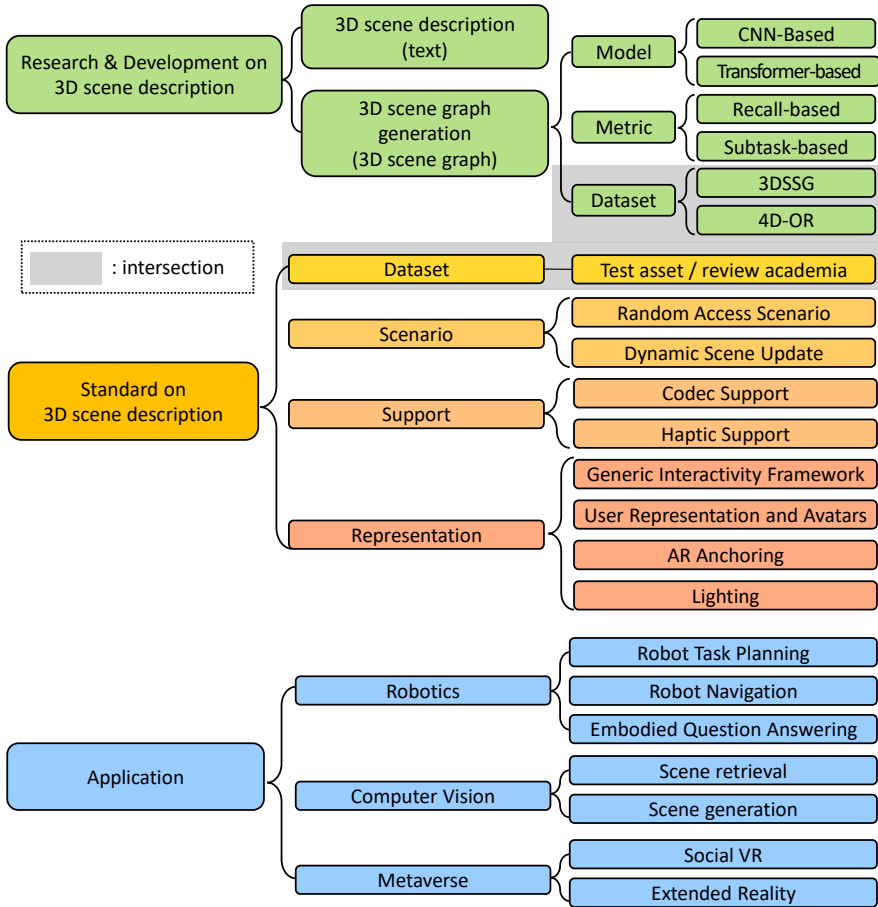 3D scene description
(text)
Research & Development on
3D scene description
3D scene graph
generation
(3D scene graph)
Model
CNN-Based
Transformer-based
Metric
Recall-based
Subtask-based
Dataset
3DSSG
4D-OR
: intersection
Standard on
3D scene description
Dataset
Test asset / review academia
Scenario
Random Access Scenario
Dynamic Scene Update
Support
Codec Support
Haptic Support
Representation
Generic Interactivity Framework
User Representation and Avatars
AR Anchoring
Lighting
Application
Robotics
Robot Task Planning
Robot Navigation
Embodied Question Answering
Computer Vision
Scene retrieval
Scene generation
Metaverse
Social VR
Extended Reality